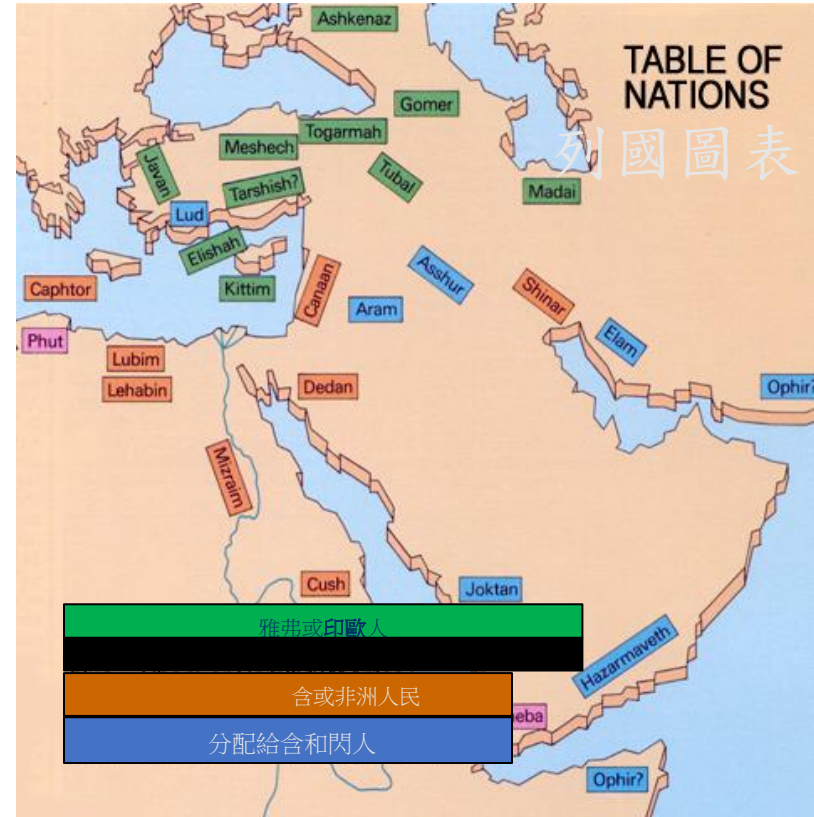 Ashkenaz
TABLE OF
NATIONS
列國圖表
Gomer
Togarmah
Meshech
Javan
Tubal
Tarshish?
Madai
Lud
Elishah
Asshur
Kittim
Canaan
Shinar
Caphtor
Aram
Elam
Phut
Lubim
Lehabin
Dedan
Ophir?
Mizraim
Cush
Joktan
雅弗或印歐人
Hazarmaveth
含或非洲人民
eba
分配給含和閃人
Ophir?